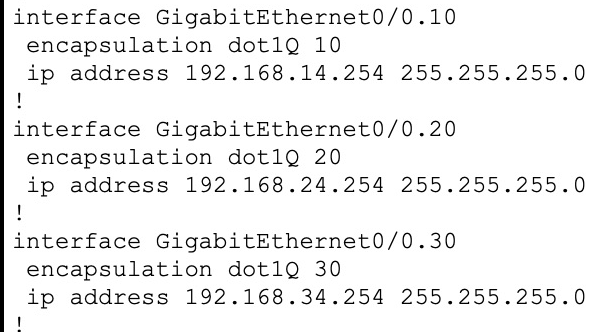 interface GigabitEthernet0/0.10
 encapsulation dot1Q 10
 ip address 192.168.14.254 255.255.255.0
!
interface GigabitEthernet0/0.20
 encapsulation dot1Q 20
 ip address 192.168.24.254 255.255.255.0
!
interface GigabitEthernet0/0.30
 encapsulation dot1Q 30
 ip address 192.168.34.254 255.255.255.0
!